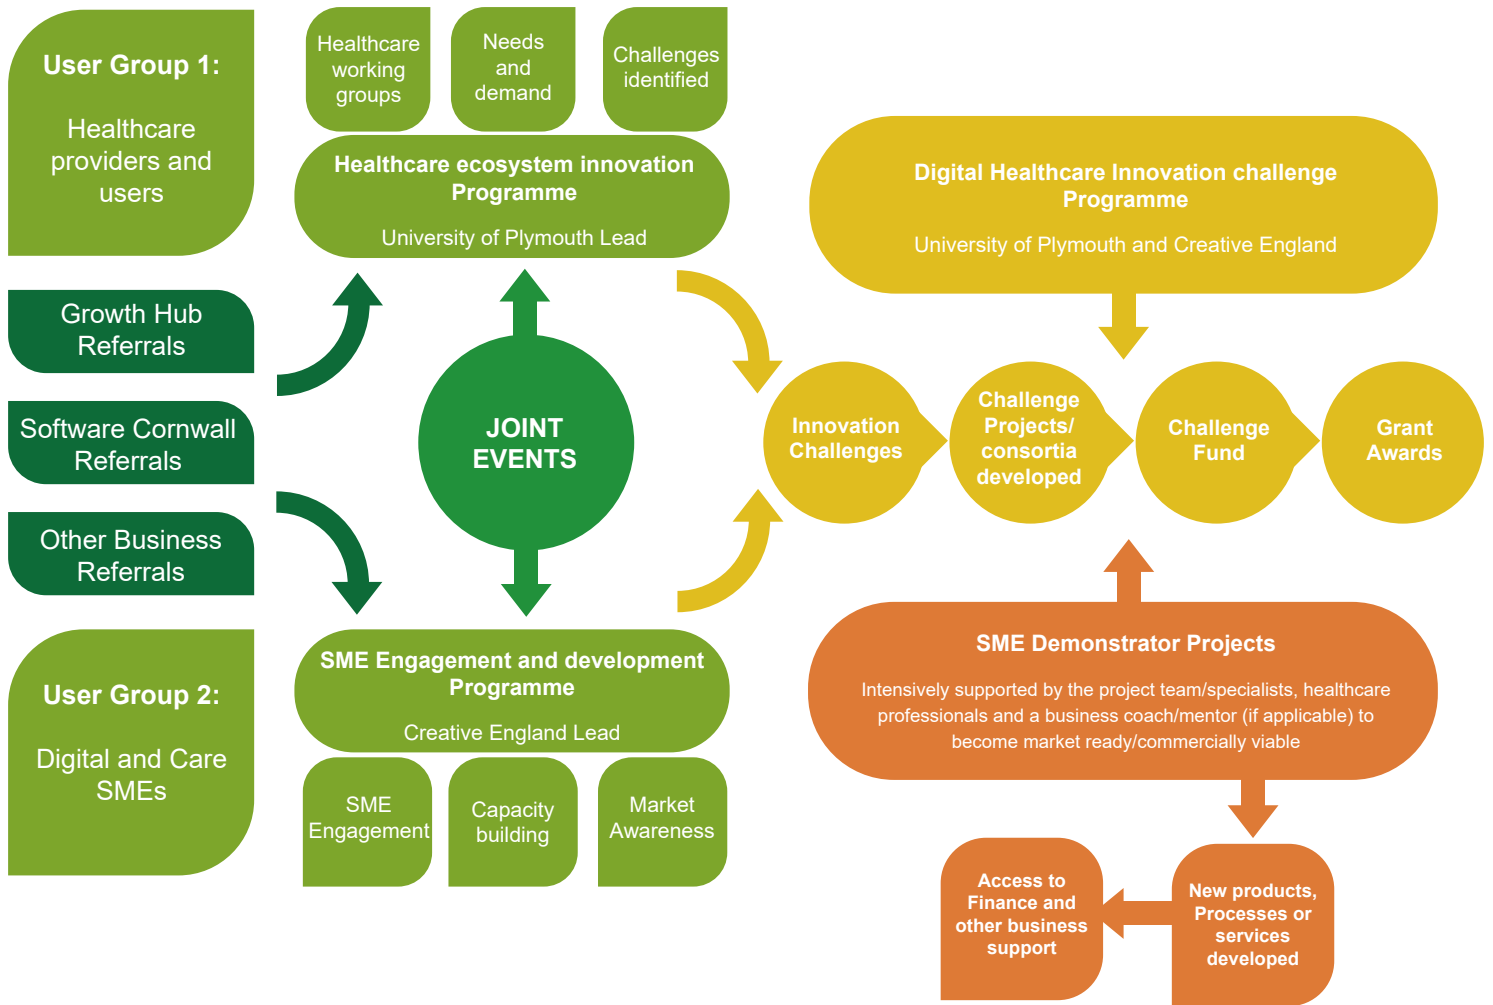 User Group 1:
Healthcare
providers and
users
Growth Hub
Referrals
Software Cornwall
Referrals
Other Business
Referrals
User Group 2:
Digital and Care
SMEs
Healthcare
working
groups
Needs
and
demand
Challenges
identified
Healthcare ecosystem innovation
Programme
University of Plymouth Lead
JOINT
EVENTS
SME Engagement and development
Programme
Creative England Lead
SME
Engagement
Capacity
building
Market
Awareness
Digital Healthcare Innovation challenge
Programme
University of Plymouth and Creative England
Innovation
Challenges
Challenge
Projects/
consortia
developed
Challenge
Fund
Grant
Awards
SME Demonstrator Projects
Intensively supported by the project team/specialists, healthcare
professionals and a business coach/mentor (if applicable) to
become market ready/commercially viable
Access to
Finance and
other business
support
New products,
Processes or
services
developed